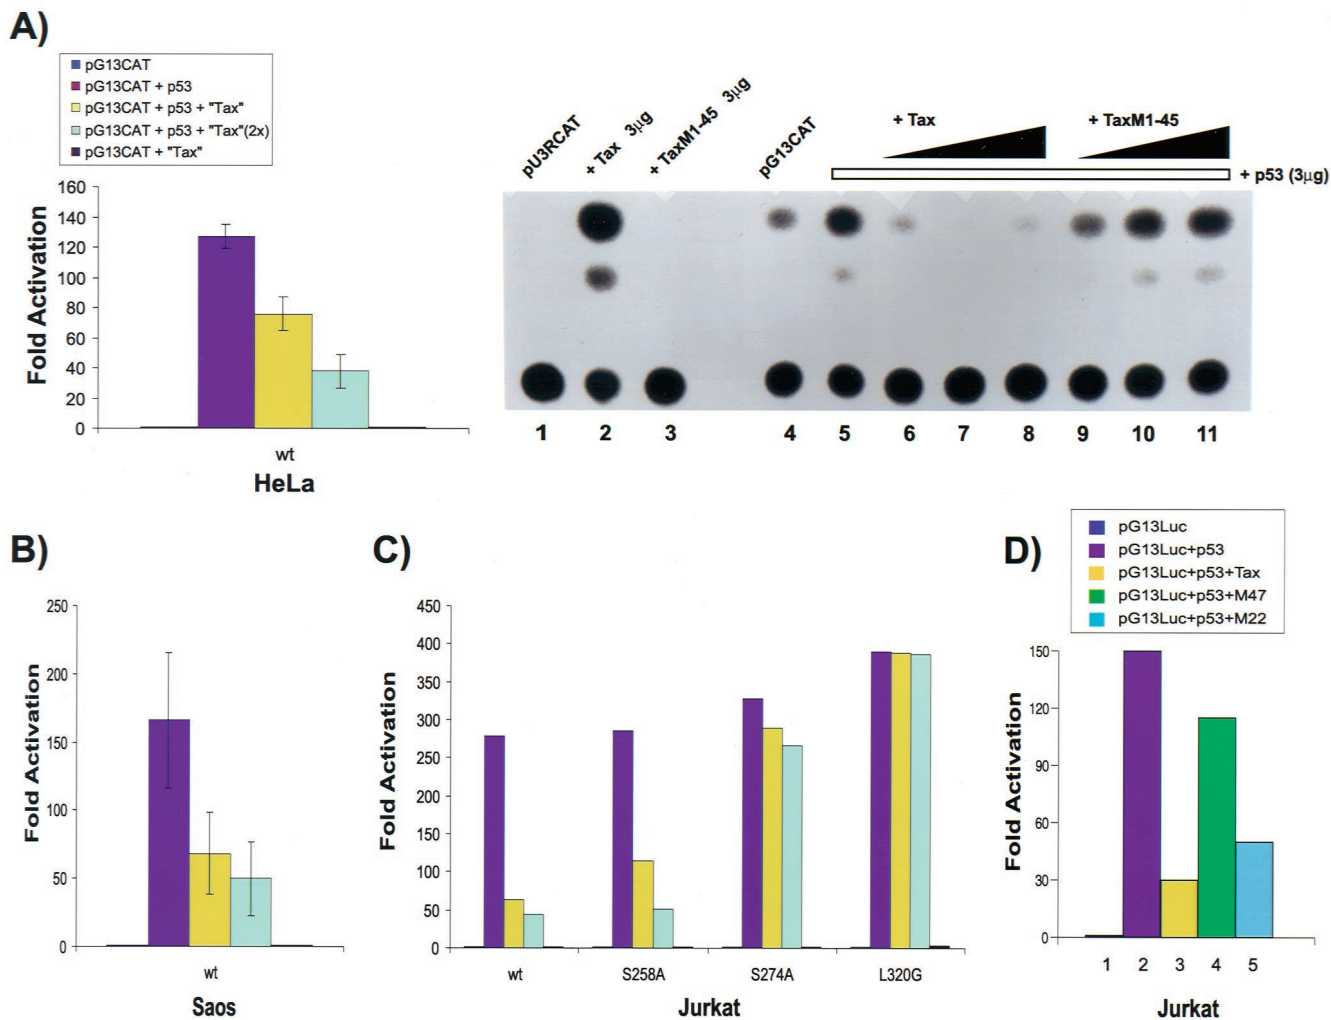 A)
pG13CAT
pG13CAT + p53
pG13CAT + p53 + "Tax"
pG13CAT + p53 + "Tax"(2x)
pG13CAT + "Tax"
160
140
120
100
80
60
40
20
0
Fold Activation
wt
HeLa
pU3RCAT
+ Tax 3µg
+ TaxM1-45 3µg
pG13CAT
+ Tax
+ TaxM1-45
+ p53 (3µg)
1 2 3 4 5 6 7 8 9 10 11
B)
250
200
150
100
50
0
Fold Activation
wt
Saos
C)
450
400
350
300
250
200
150
100
50
0
Fold Activation
wt S258A S274A L320G
Jurkat
D)
pG13Luc
pG13Luc+p53
pG13Luc+p53+Tax
pG13Luc+p53+M47
pG13Luc+p53+M22
150
120
90
60
30
0
Fold Activation
1 2 3 4 5
Jurkat